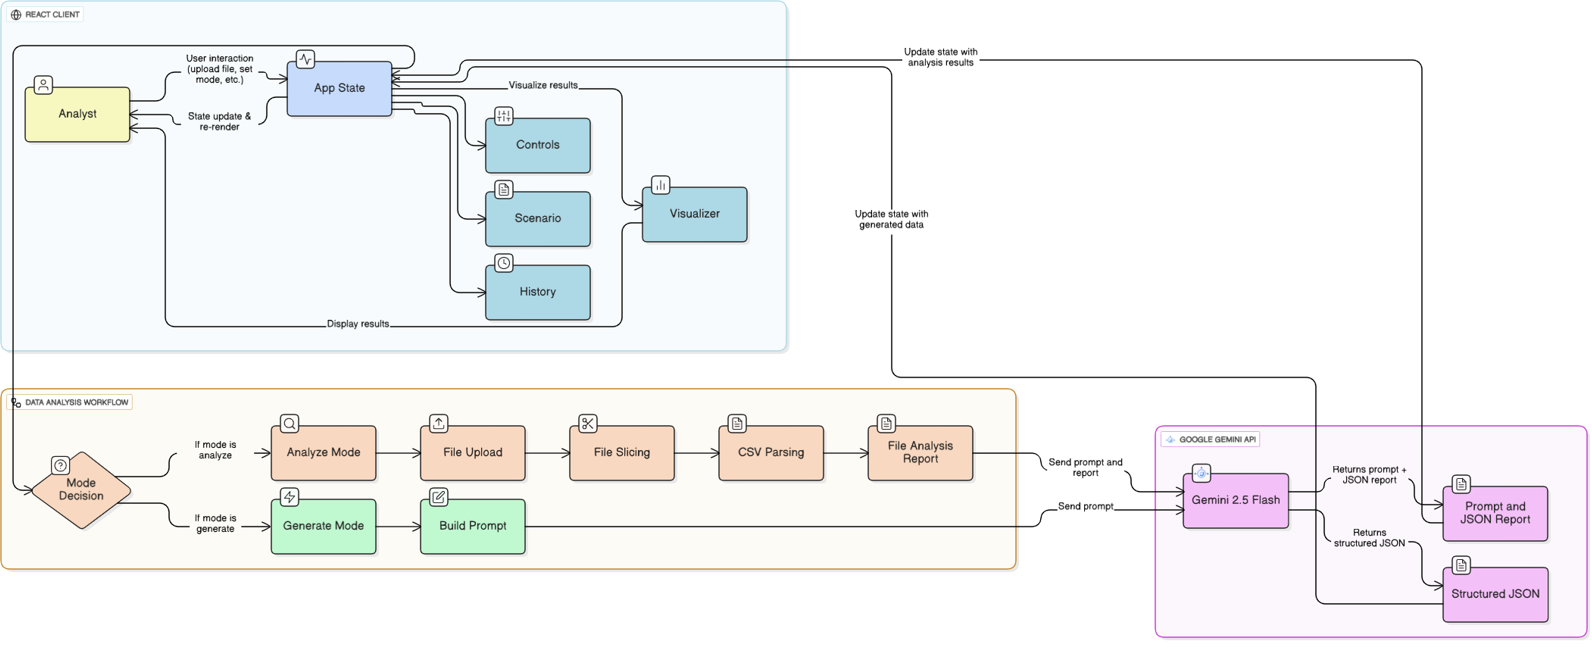 REACT CLIENT
User interaction
(upload file, set
mode, etc.)
App State
Analyst
State update &
re-render
Visualize results
Controls
Scenario
History
Visualizer
Display results
Update state with
analysis results
Update state with
generated data
DATA ANALYSIS WORKFLOW
Mode
Decision
If mode is
analyze
Analyze Mode
File Upload
File Slicing
CSV Parsing
File Analysis
Report
If mode is
generate
Generate Mode
Build Prompt
Send prompt and
report
Send prompt
GOOGLE GEMINI API
Gemini 2.5 Flash
Returns prompt +
JSON report
Prompt and
JSON Report
Returns
structured JSON
Structured JSON